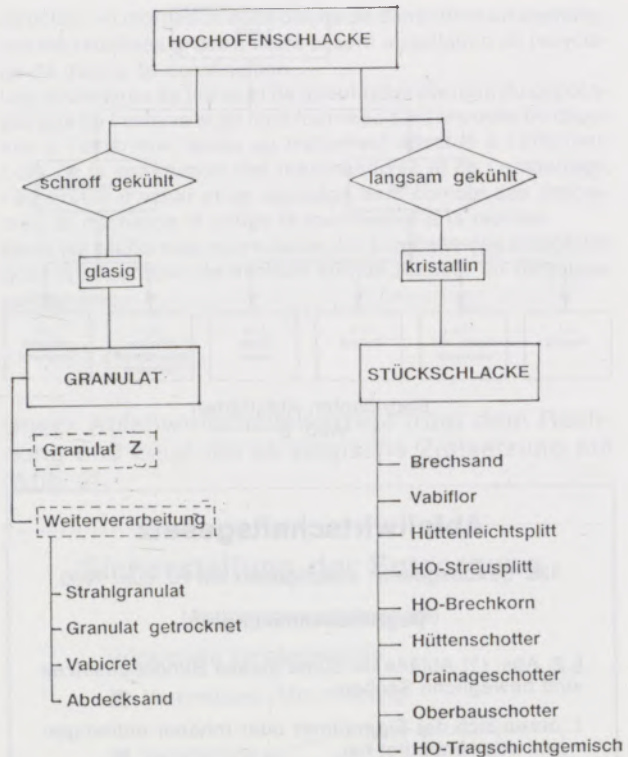 HOCHOFENSCHLACKE
schroff gekühlt
langsam gekühlt
glasig
kristallin
GRANULAT
STÜCKSCHLACKE
Granulat Z
Weiterverarbeitung
Strahlgranulat
Granulat getrocknet
Vabicret
Abdecksand
Brechsand
Vabiflor
Hüttenleichtsplitt
HO-Streusplitt
HO-Brechkorn
Hüttenschotter
Drainageschotter
Oberbauschotter
HO-Tragschichtgemisch